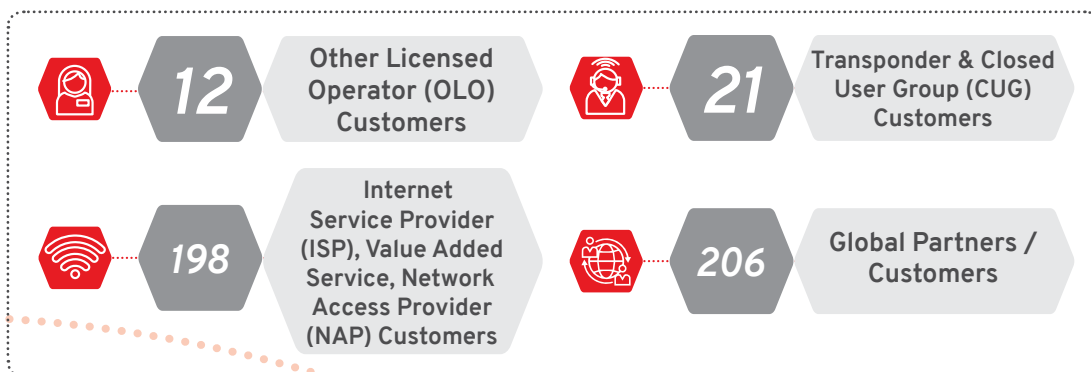 12
Other Licensed
Operator (OLO)
Customers
21
Transponder & Closed
User Group (CUG)
Customers
198
Internet
Service Provider
(ISP), Value Added
Service, Network
Access Provider
(NAP) Customers
206
Global Partners /
Customers